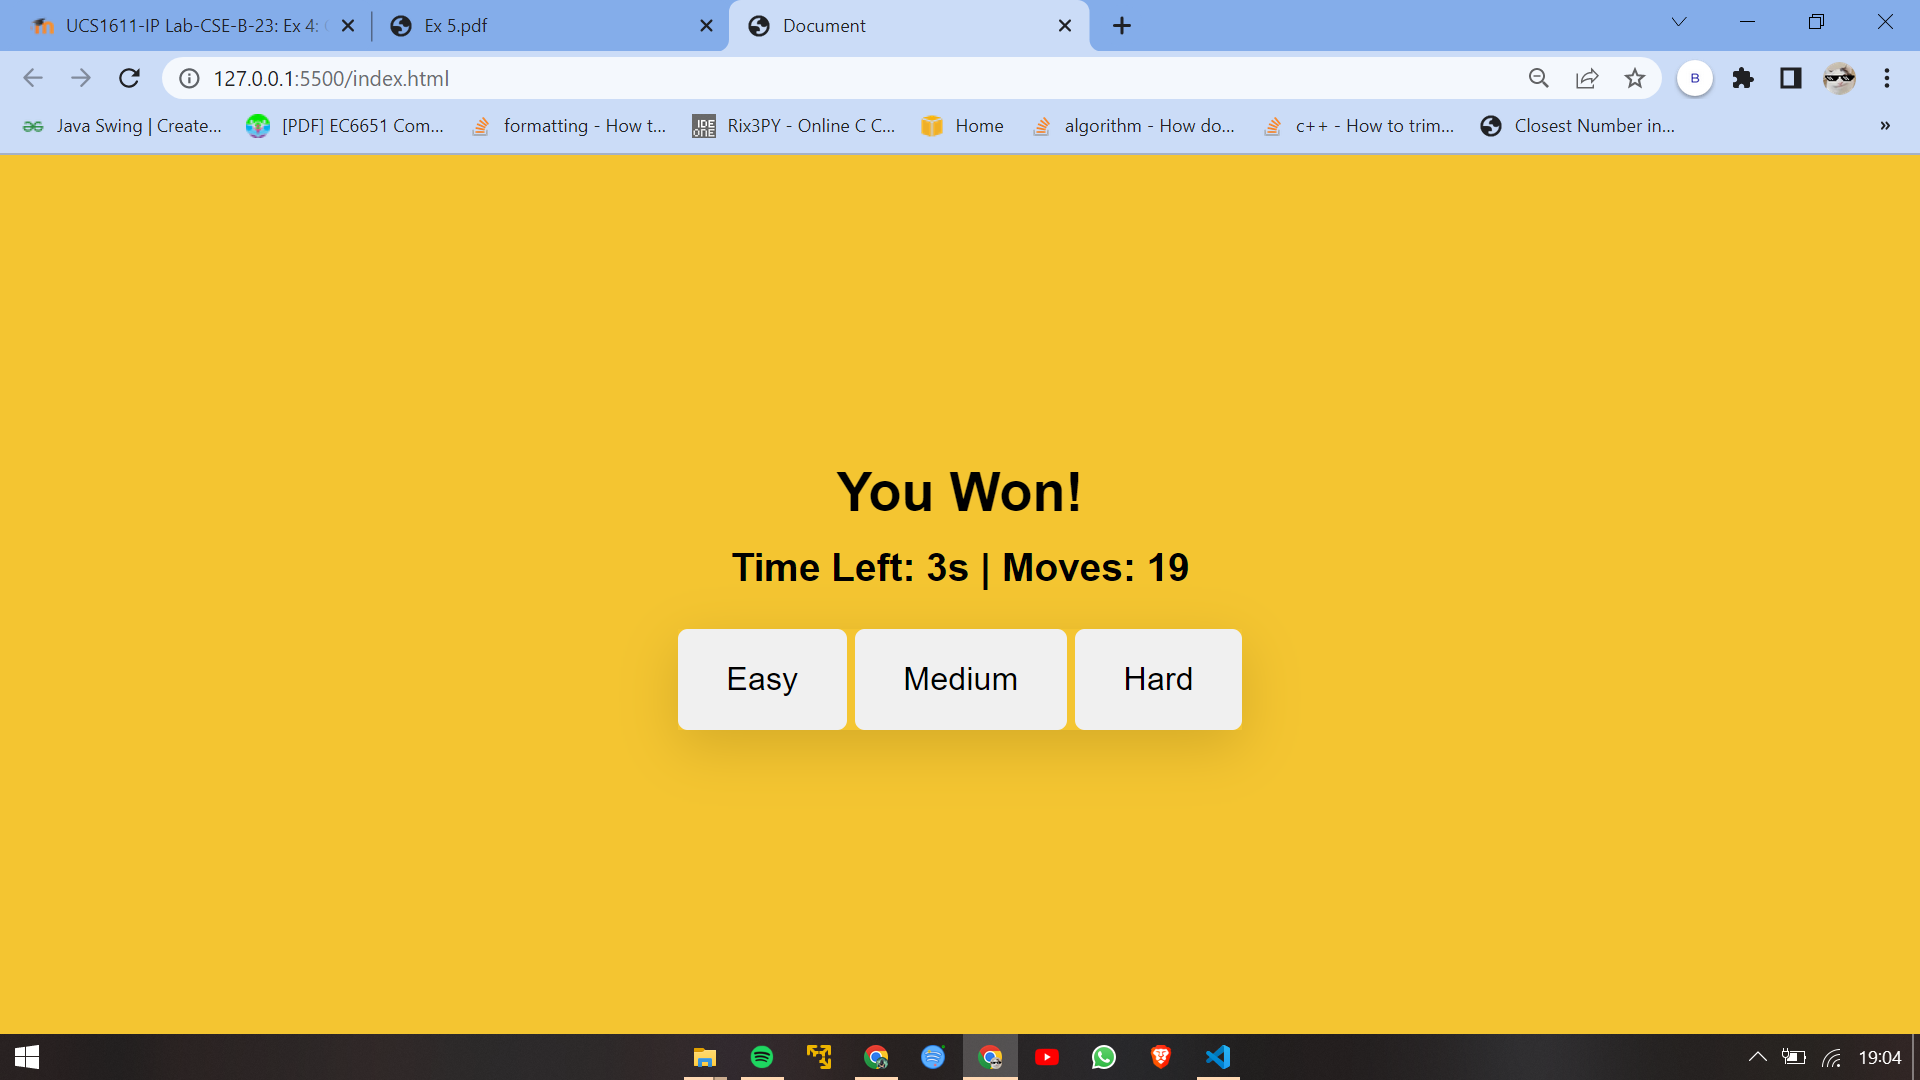 UCS1611-IP Lab-CSE-B-23: Ex 4:
Ex 5.pdf
Document
127.0.0.1:5500/index.html
B
Java Swing | Create...
[PDF] EC6651 Com...
formatting - How t...
IDE ONE
Rix3PY - Online C C...
Home
algorithm - How do...
c++ - How to trim...
Closest Number in...
»
You Won!
Time Left: 3s | Moves: 19
Easy
Medium
Hard
19:04